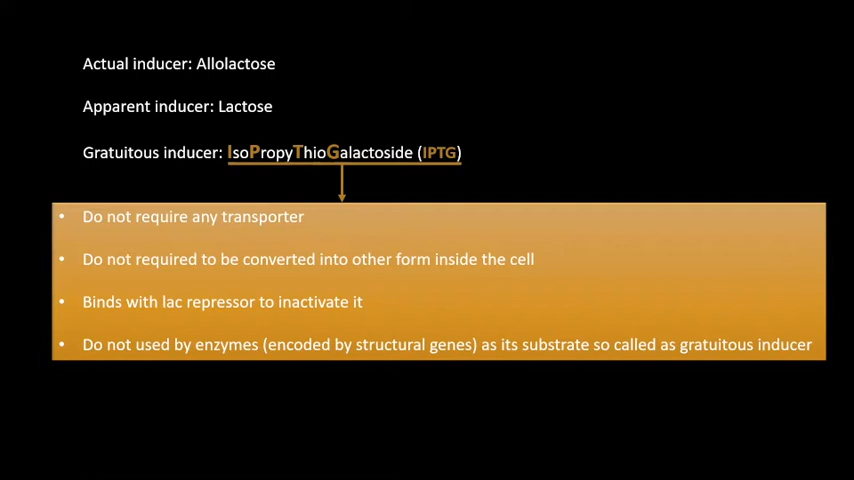 Actual inducer: Allolactose
Apparent inducer: Lactose
Gratuitous inducer: IsoPropyThioGalactoside (IPTG)
• Do not require any transporter
• Do not required to be converted into other form inside the cell
• Binds with lac repressor to inactivate it
• Do not used by enzymes (encoded by structural genes) as its substrate so called as gratuitous inducer